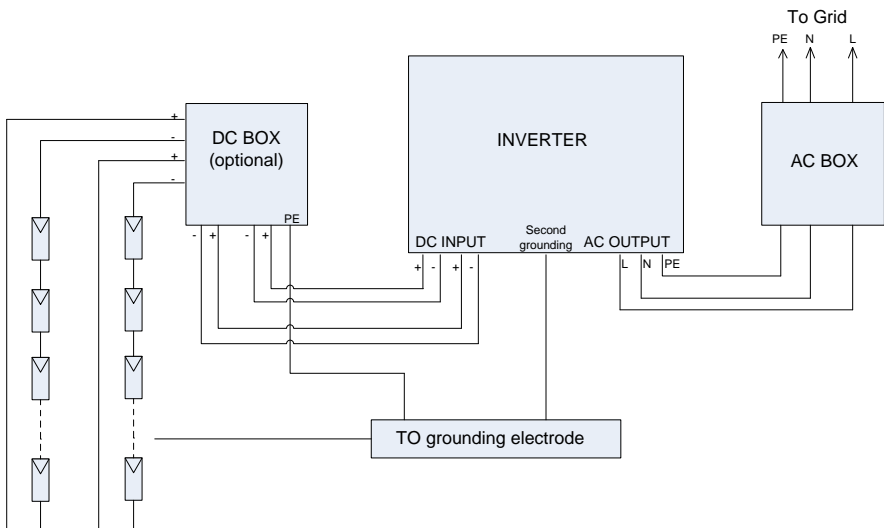 To Grid
PE N L
+
-
+
-
DC BOX
(optional)
PE
- + - +
INVERTER
DC INPUT
Second
grounding
AC OUTPUT
+ - + -
L N PE
AC BOX
TO grounding electrode